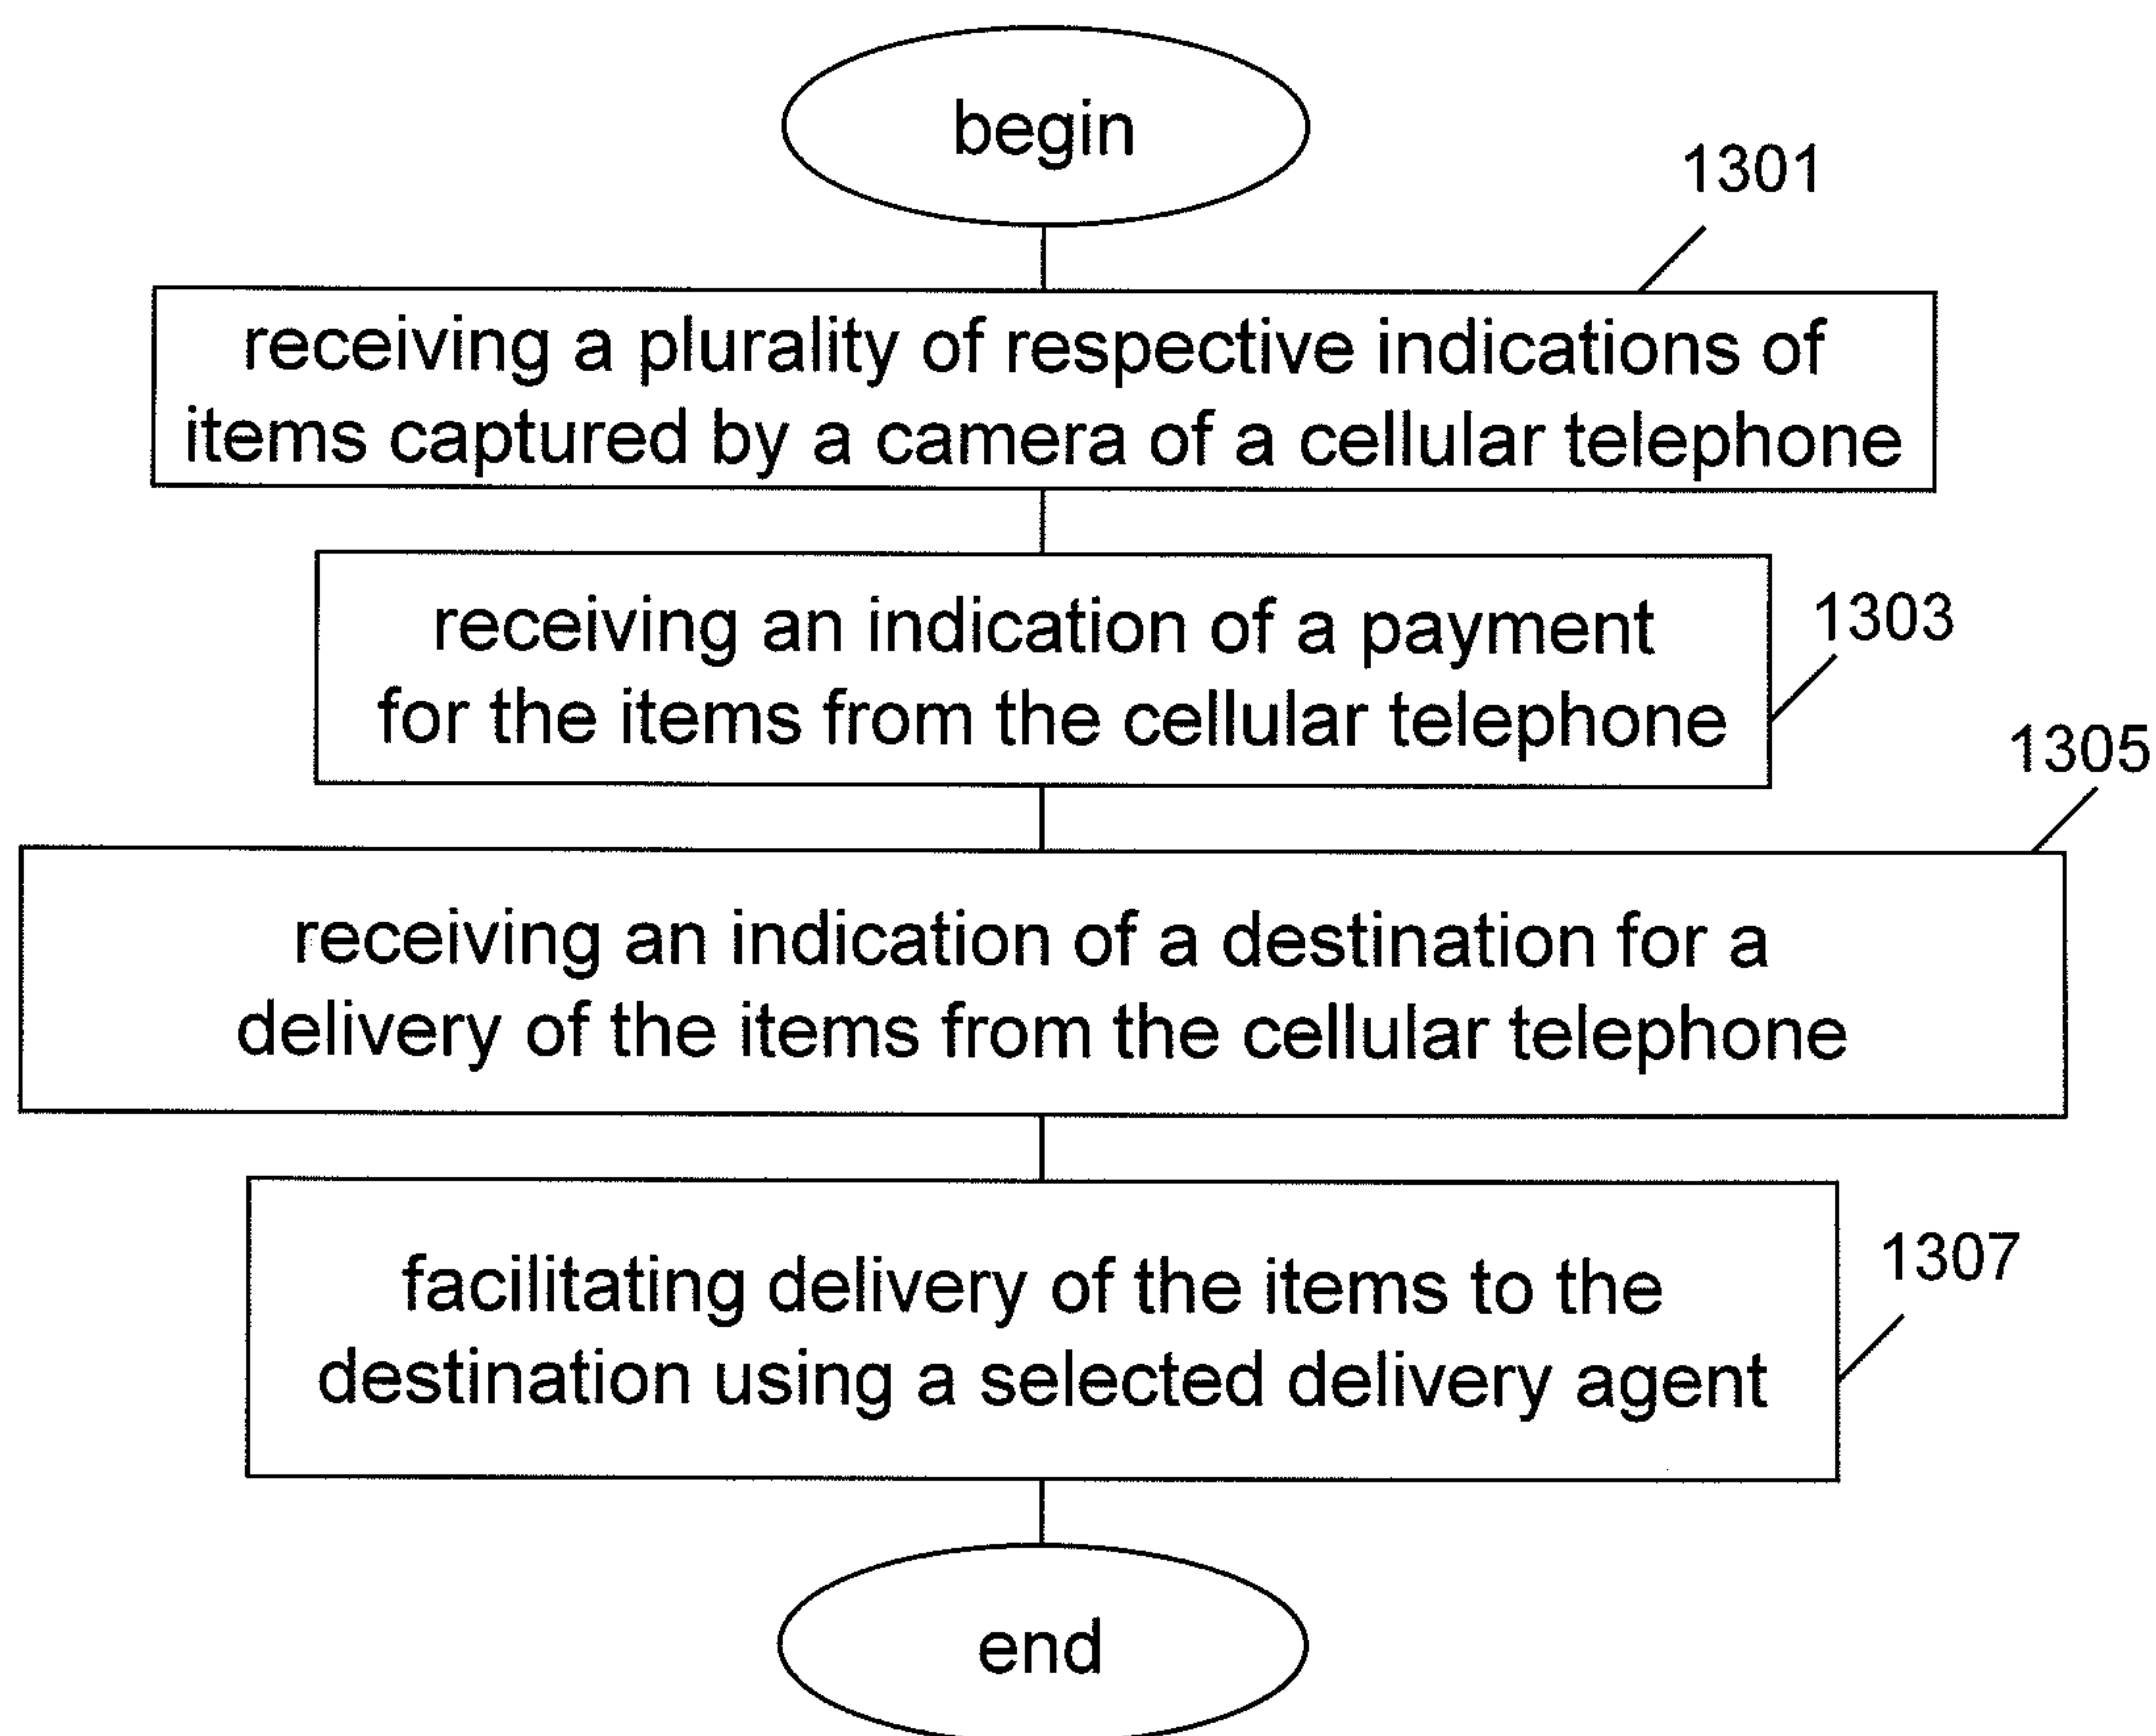 begin
1301
receiving a plurality of respective indications of
items captured by a camera of a cellular telephone
receiving an indication of a payment
for the items from the cellular telephone
1303
1305
receiving an indication of a destination for a
delivery of the items from the cellular telephone
facilitating delivery of the items to the
destination using a selected delivery agent
1307
end